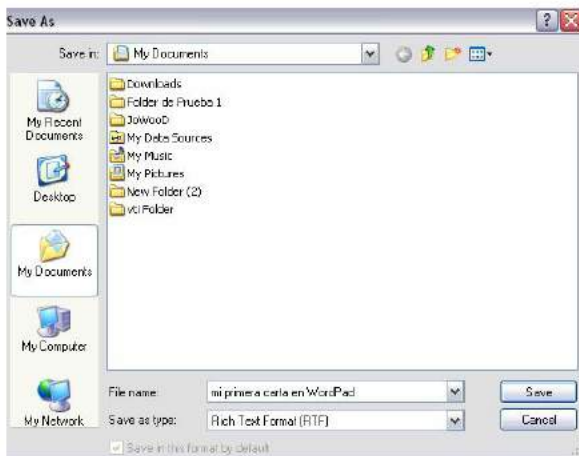 Save As
Save in:
My Documents
My Recent
Documents
Desktop
My Documents
My Computer
My Network
Downloads
Folder de Prueba 1
JoWooD
My Data Sources
My Music
My Pictures
New Folder (2)
vti Folder
File name:
mi primera carta en WordPad
Save
Save as type:
Rich Text Format (RTF)
Cancel
Save in this format by default